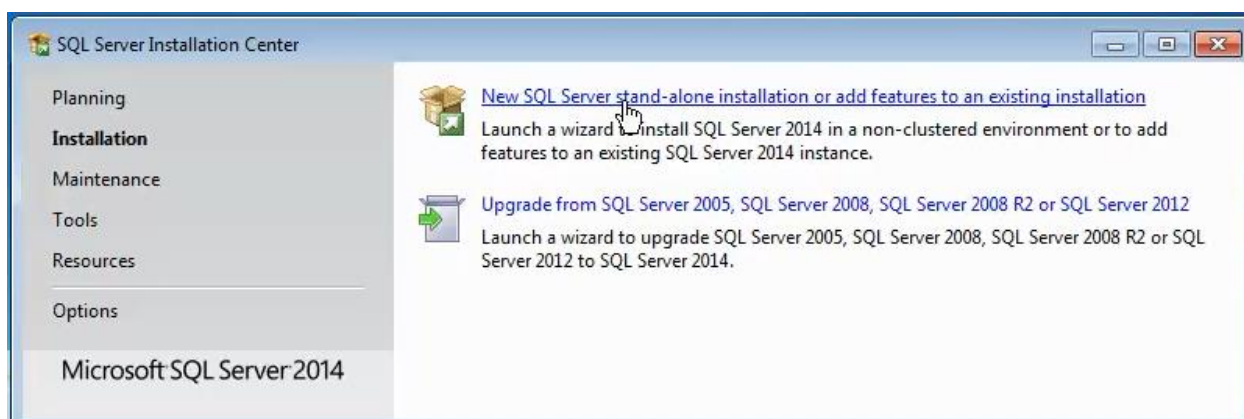 SQL Server Installation Center
Planning
Installation
Maintenance
Tools
Resources
Options
Microsoft SQL Server 2014
New SQL Server stand-alone installation or add features to an existing installation
Launch a wizard to install SQL Server 2014 in a non-clustered environment or to add
features to an existing SQL Server 2014 instance.
Upgrade from SQL Server 2005, SQL Server 2008, SQL Server 2008 R2 or SQL Server 2012
Launch a wizard to upgrade SQL Server 2005, SQL Server 2008, SQL Server 2008 R2 or SQL
Server 2012 to SQL Server 2014.